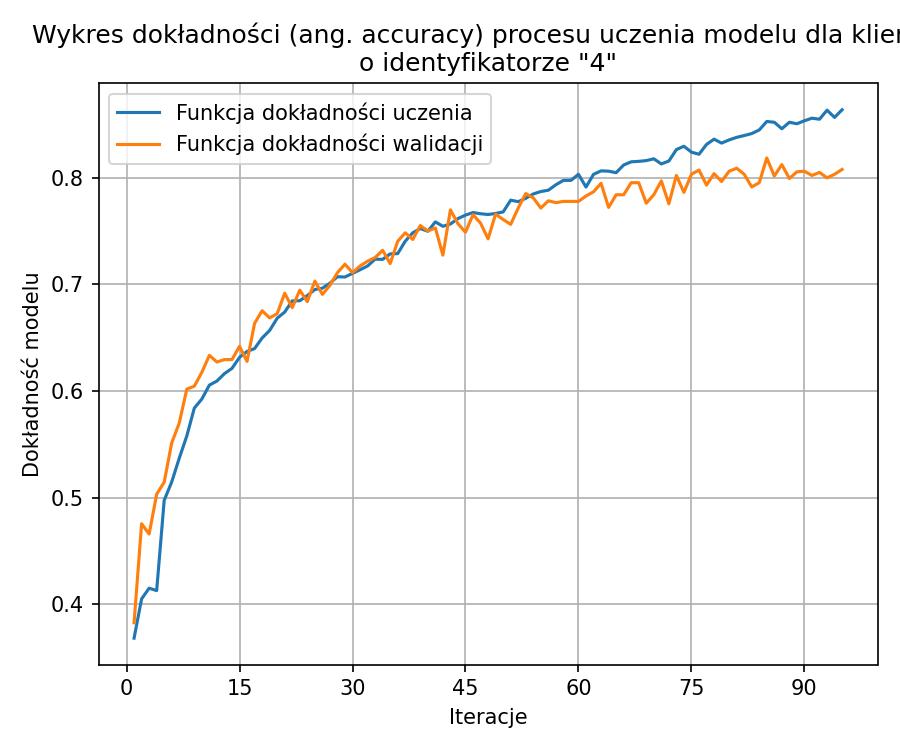 Wykres dokładności (ang. accuracy) procesu uczenia modelu dla
o identyfikatorze "4"
Funkcja dokładności uczenia
Funkcja dokładności walidacji
Dokładność modelu
0.8
0.7
0.6
0.5
0.4
0 15 30 45 60 75 90
Iteracje